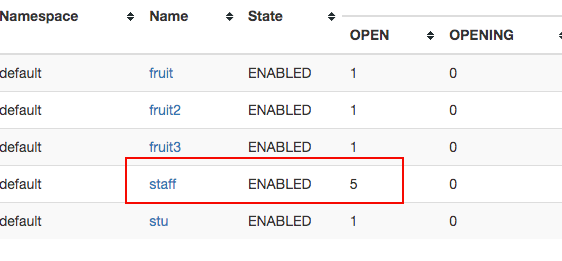 Namespace Name State
OPEN OPENING
default fruit ENABLED 1 0
default fruit2 ENABLED 1 0
default fruit3 ENABLED 1 0
default staff ENABLED 5 0
default stu ENABLED 1 0